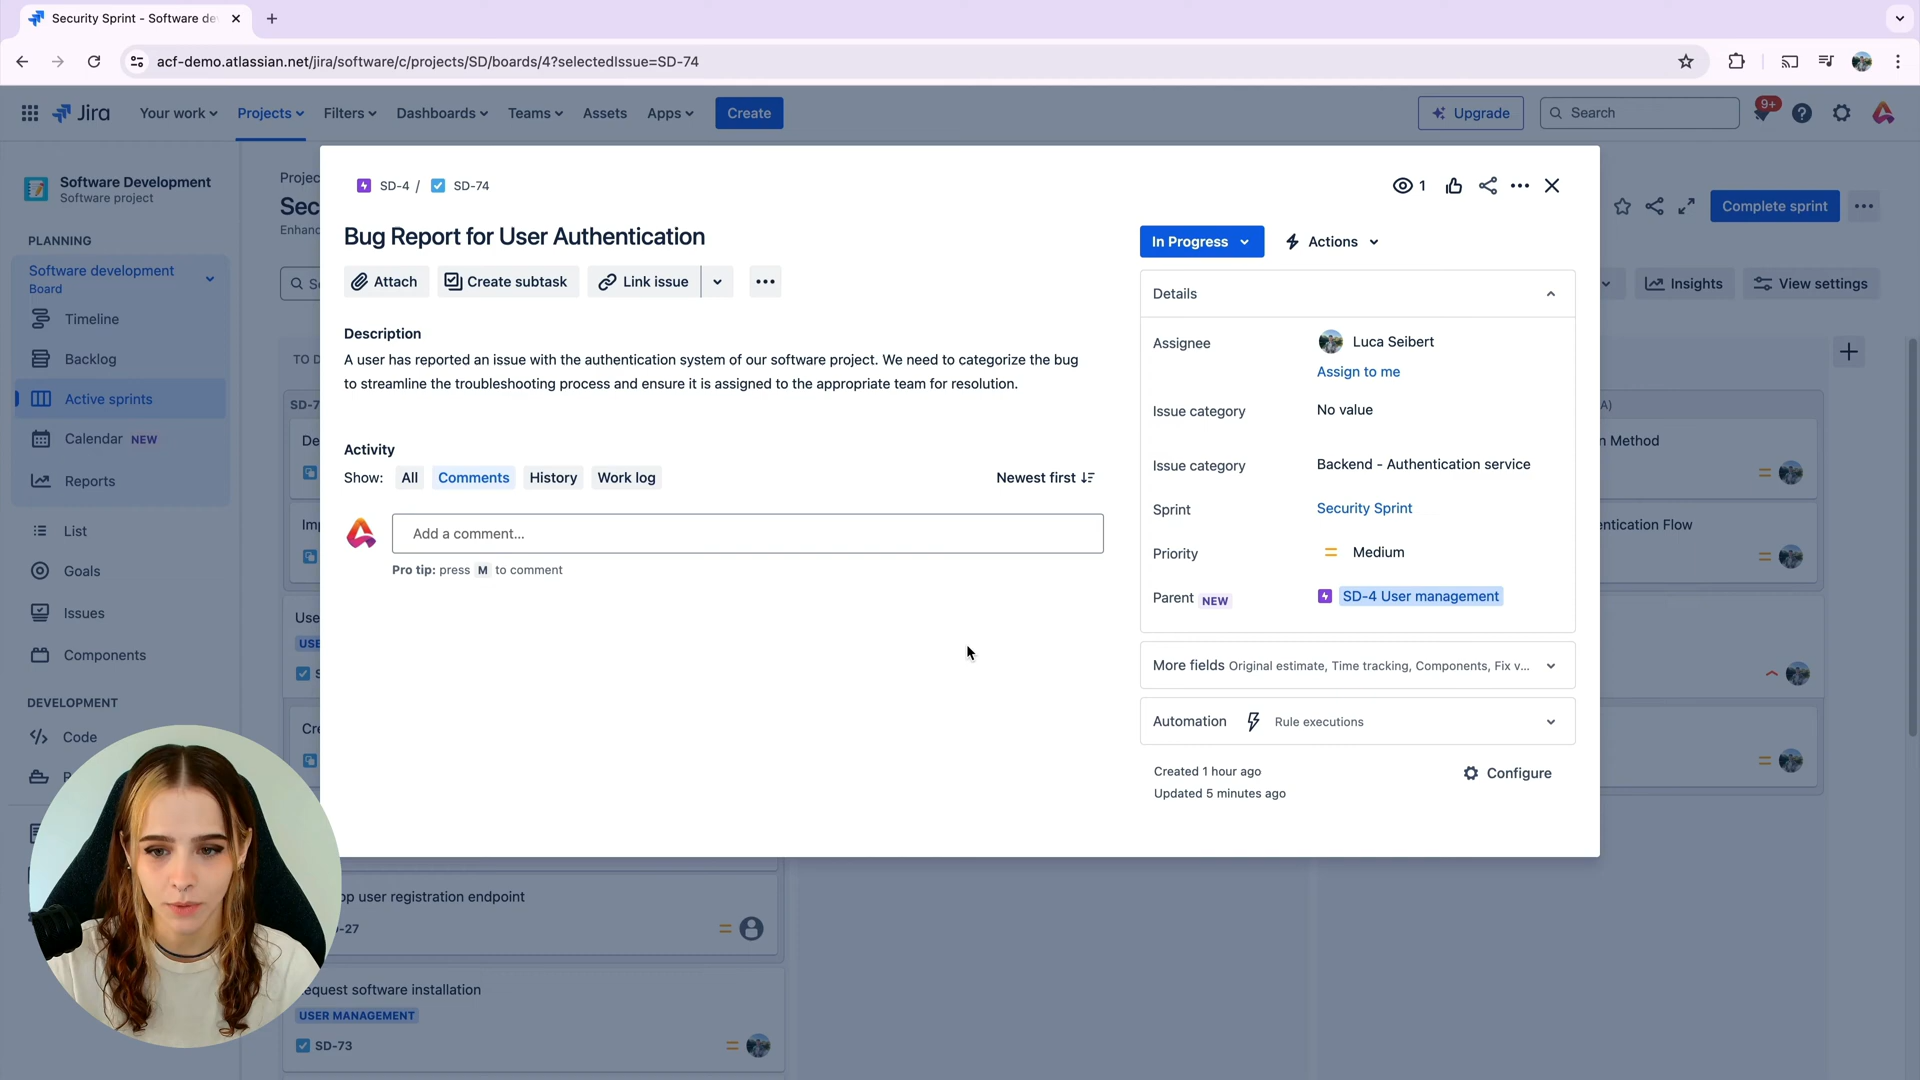 Security Sprint - Software de
acf-demo.atlassian.net/jira/software/c/projects/SD/boards/4?selectedIssue=SD-74
Jira
Your work
Projects
Filters
Dashboards
Teams
Assets
Apps
Create
Upgrade
Search
9+
Software Development
Software project
PLANNING
Software development
Board
Timeline
Backlog
Active sprints
Calendar NEW
Reports
List
Goals
Issues
Components
DEVELOPMENT
Code
Complete sprint
Insights
View settings
TO D
SD-4 / SD-74
1
Bug Report for User Authentication
Attach
Create subtask
Link issue
Description
A user has reported an issue with the authentication system of our software project. We need to categorize the bug
to streamline the troubleshooting process and ensure it is assigned to the appropriate team for resolution.
Activity
Show: All Comments History Work log
Newest first
Add a comment...
Pro tip: press M to comment
In Progress
Actions
Details
Assignee Luca Seibert
Assign to me
Issue category No value
Issue category Backend - Authentication service
Sprint Security Sprint
Priority Medium
Parent NEW SD-4 User management
More fields Original estimate, Time tracking, Components, Fix v...
Automation Rule executions
Created 1 hour ago
Updated 5 minutes ago
Configure
n Method
entication Flow
op user registration endpoint
-27
equest software installation
USER MANAGEMENT
SD-73